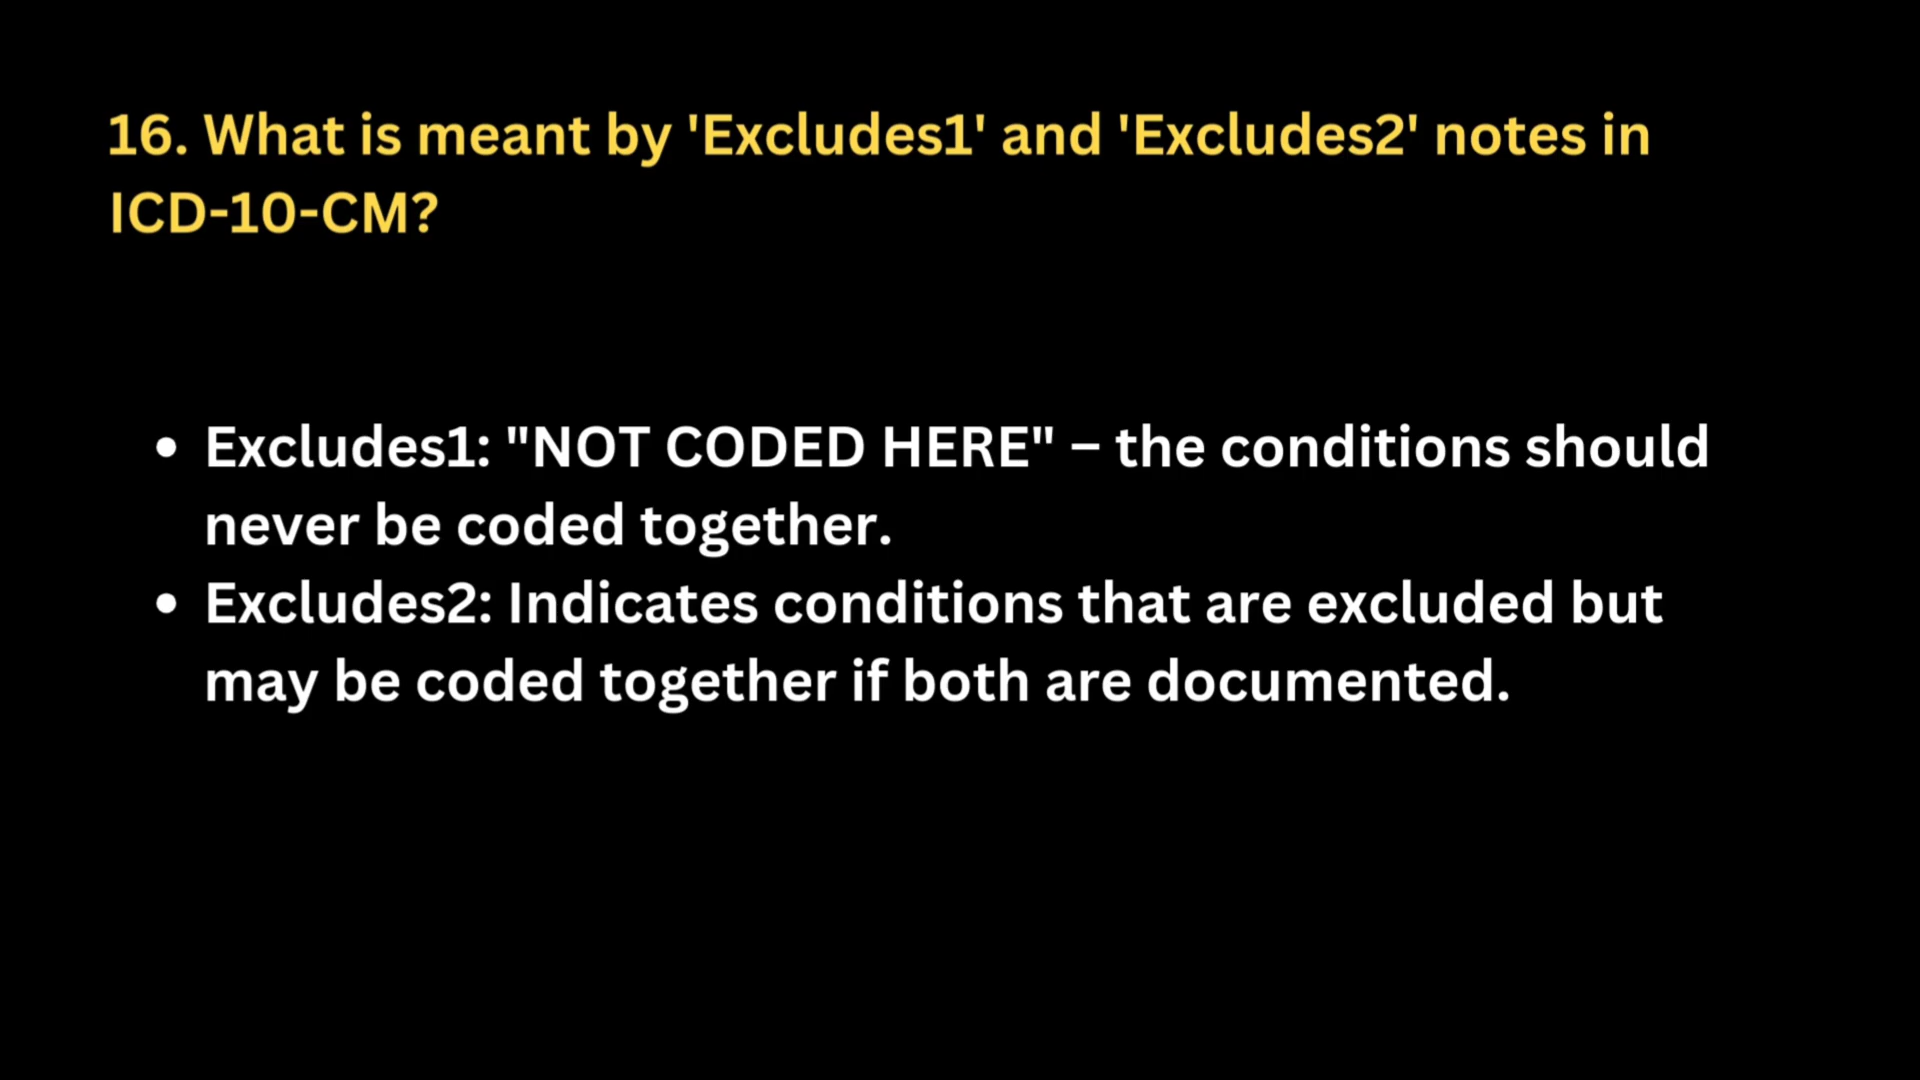 16. What is meant by 'Excludes1' and 'Excludes2' notes in
ICD-10-CM?
• Excludes1: "NOT CODED HERE" – the conditions should
never be coded together.
• Excludes2: Indicates conditions that are excluded but
may be coded together if both are documented.